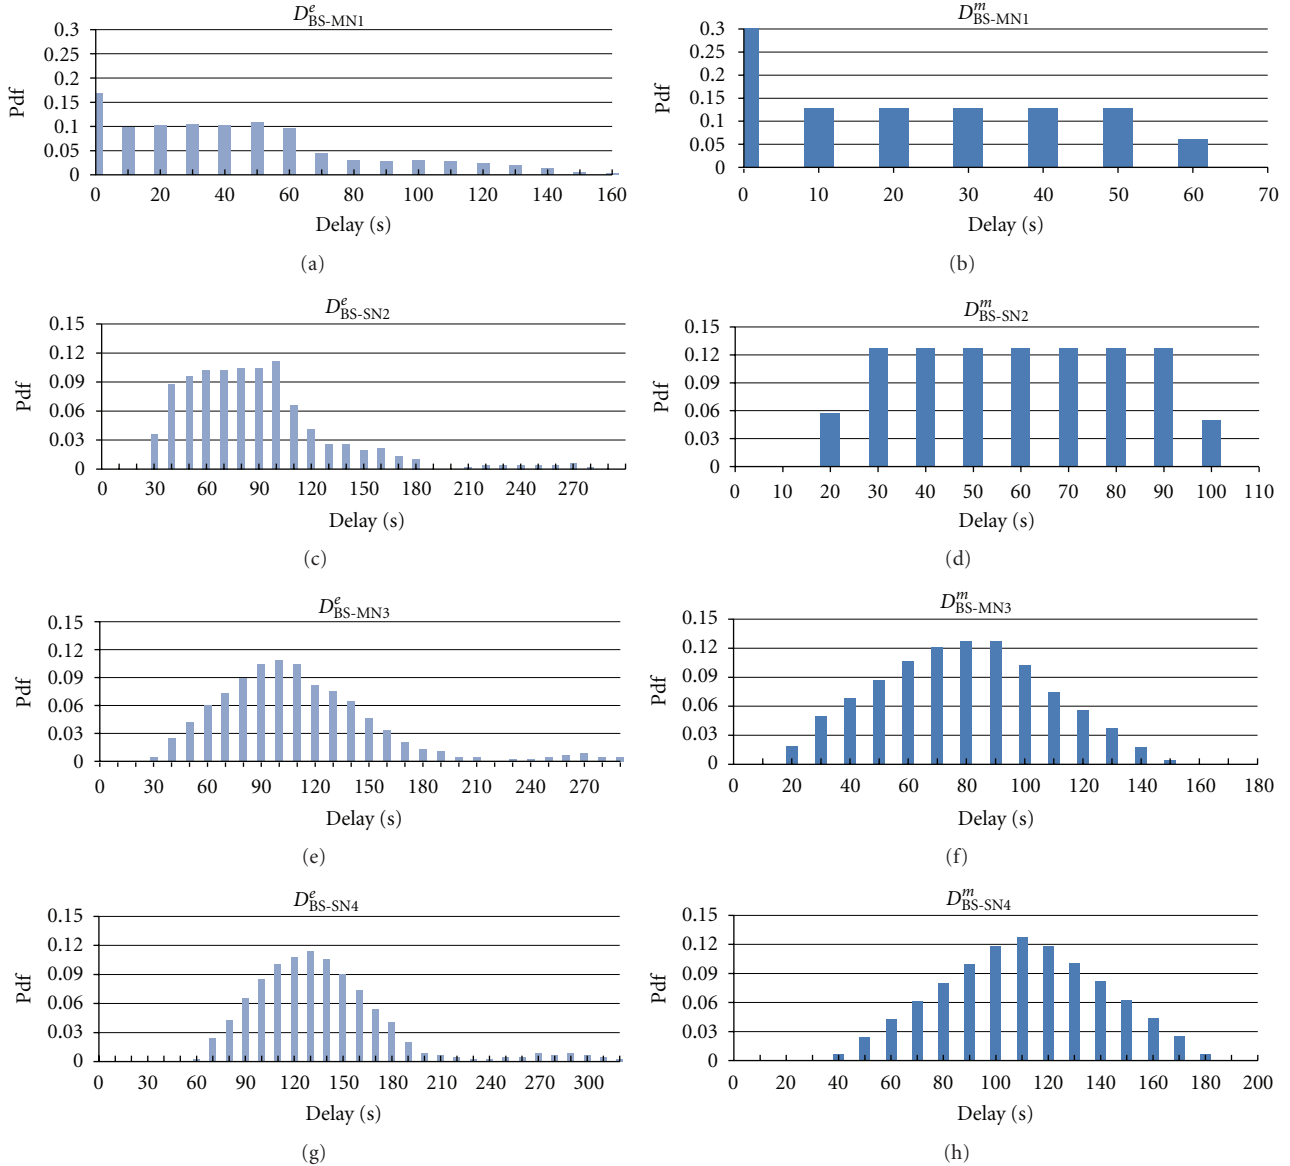 D^e_BS-MN1
0.3
0.25
0.2
0.15
0.1
0.05
0
Pdf
0 20 40 60 80 100 120 140 160
Delay (s)
(a)
D^m_BS-MN1
0.3
0.25
0.2
0.15
0.1
0.05
0
Pdf
0 10 20 30 40 50 60 70
Delay (s)
(b)
D^e_BS-SN2
0.15
0.12
0.09
0.06
0.03
0
Pdf
0 30 60 90 120 150 180 210 240 270
Delay (s)
(c)
D^m_BS-SN2
0.15
0.12
0.09
0.06
0.03
0
Pdf
0 10 20 30 40 50 60 70 80 90 100 110
Delay (s)
(d)
D^e_BS-MN3
0.15
0.12
0.09
0.06
0.03
0
Pdf
0 30 60 90 120 150 180 210 240 270
Delay (s)
(e)
D^m_BS-MN3
0.15
0.12
0.09
0.06
0.03
0
Pdf
0 20 40 60 80 100 120 140 160 180
Delay (s)
(f)
D^e_BS-SN4
0.15
0.12
0.09
0.06
0.03
0
Pdf
0 30 60 90 120 150 180 210 240 270 300
Delay (s)
(g)
D^m_BS-SN4
0.15
0.12
0.09
0.06
0.03
0
Pdf
0 20 40 60 80 100 120 140 160 180 200
Delay (s)
(h)